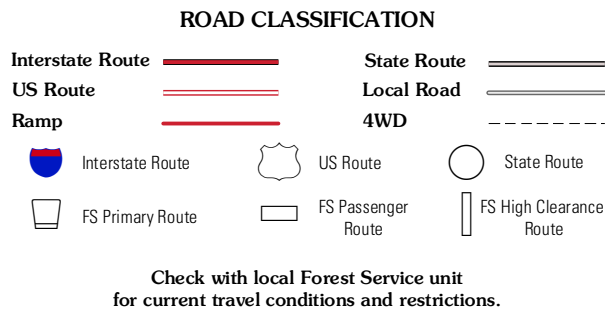 ROAD CLASSIFICATION
Interstate Route
State Route
US Route
Local Road
Ramp
4WD
Interstate Route
US Route
State Route
FS Primary Route
FS Passenger
Route
FS High Clearance
Route
Check with local Forest Service unit
for current travel conditions and restrictions.